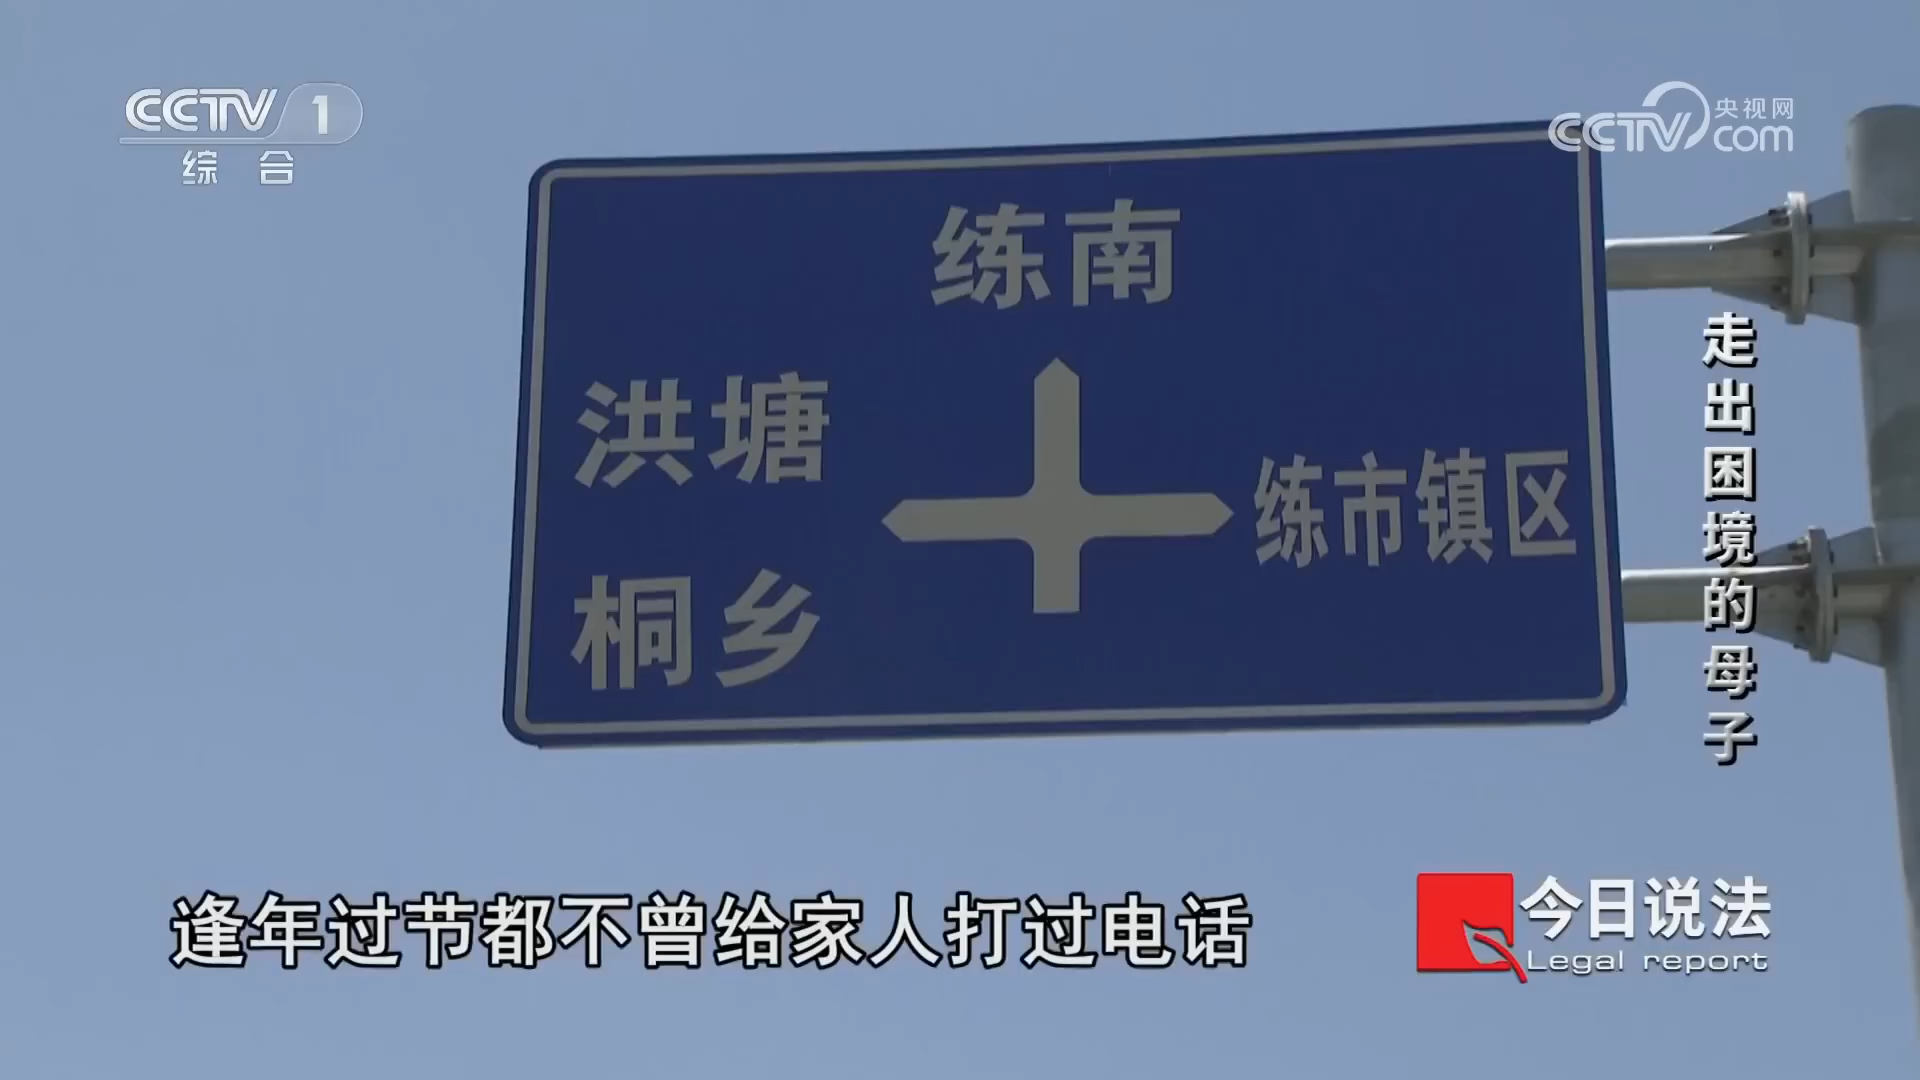 CCTV 1
综合
央视网
CCTV com
练南
洪塘
练市镇区
桐乡
走出困境的母子
逢年过节都不曾给家人打过电话
今日说法
Legal report